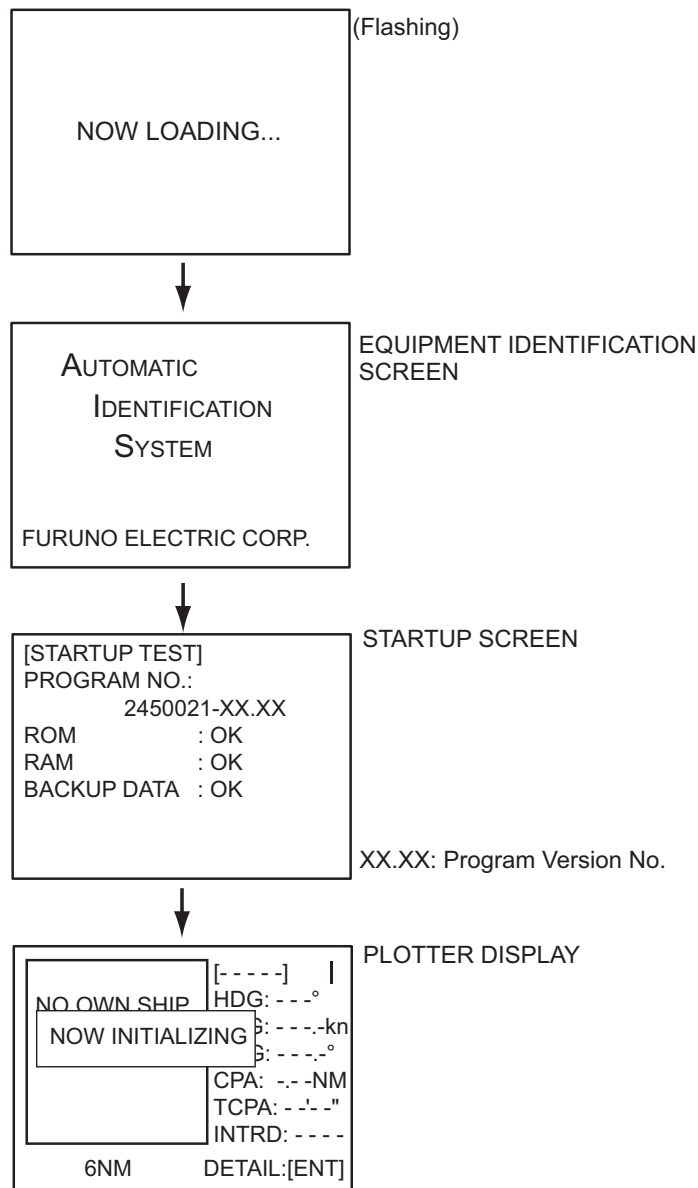 (Flashing)
NOW LOADING...
EQUIPMENT IDENTIFICATION
SCREEN
AUTOMATIC
IDENTIFICATION
SYSTEM
FURUNO ELECTRIC CORP.
STARTUP SCREEN
[STARTUP TEST]
PROGRAM NO.:
2450021-XX.XX
ROM : OK
RAM : OK
BACKUP DATA : OK
XX.XX: Program Version No.
PLOTTER DISPLAY
[- - - - -]
NO OWN SHIP HDG: - - -°
NOW INITIALIZING G: - - -.-kn
G: - - -.-°
CPA: -.- -NM
TCPA: - -'- -"
INTRD: - - - -
6NM DETAIL:[ENT]